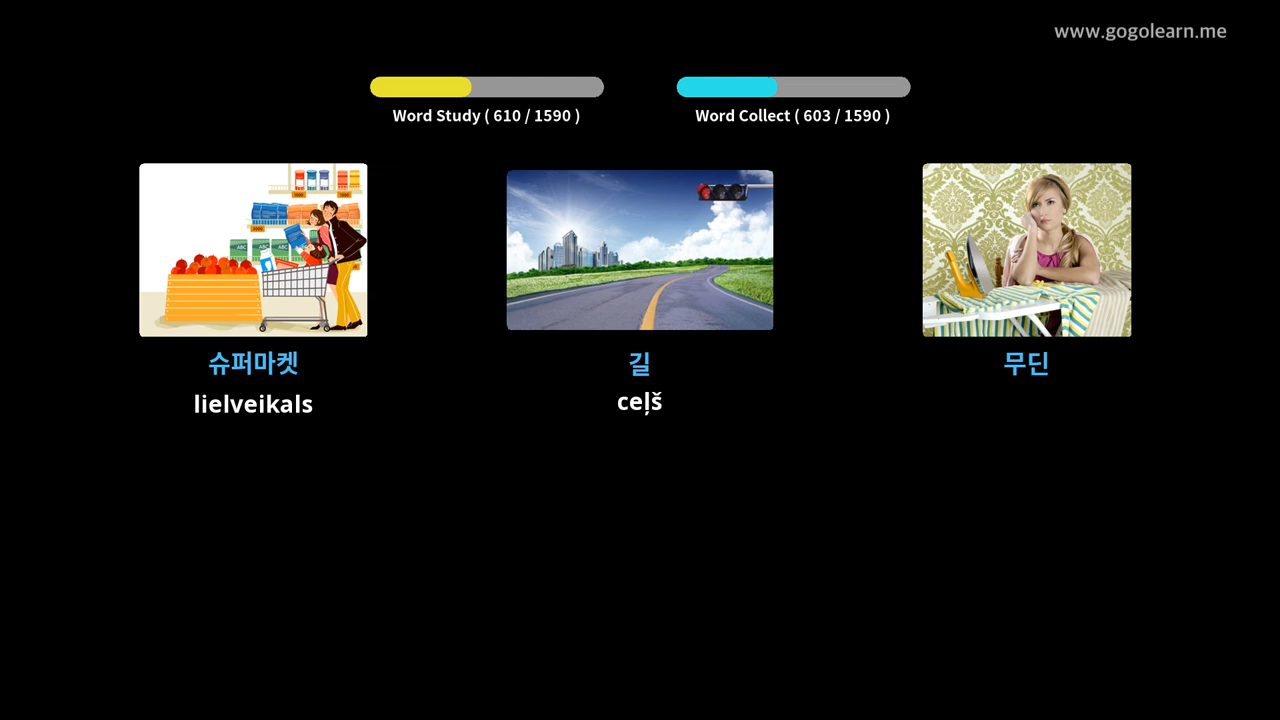 www.gogolearn.me
Word Study ( 610 / 1590 )
Word Collect ( 603 / 1590 )
슈퍼마켓
lielveikals
길
ceļš
무딘